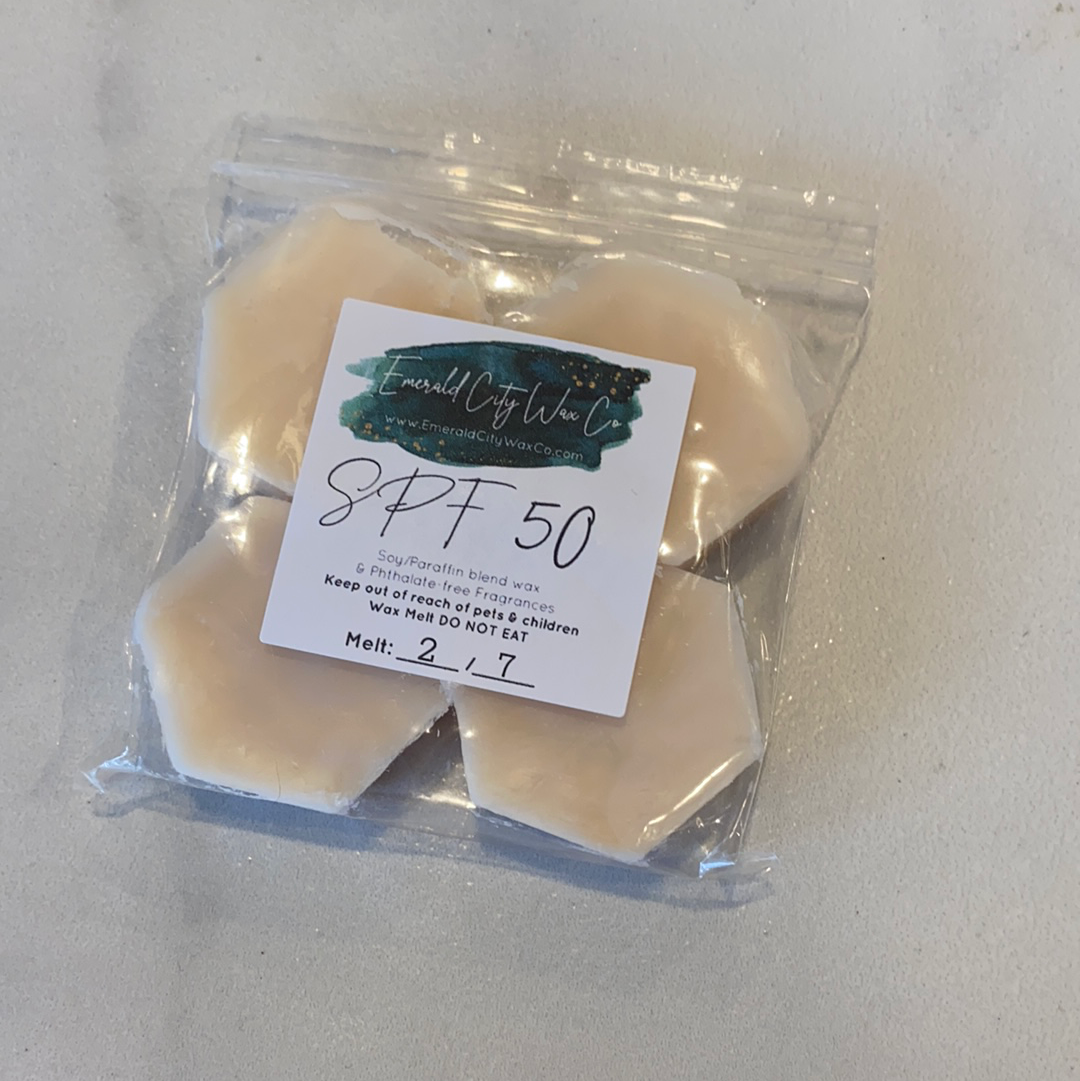 Emerald City Wax Co
www.EmeraldCityWaxCo.com
SPF 50
Soy/Paraffin blend wax
& Phthalate-free Fragrances
Keep out of reach of pets & children
Wax Melt DO NOT EAT
Melt: 2 / 7